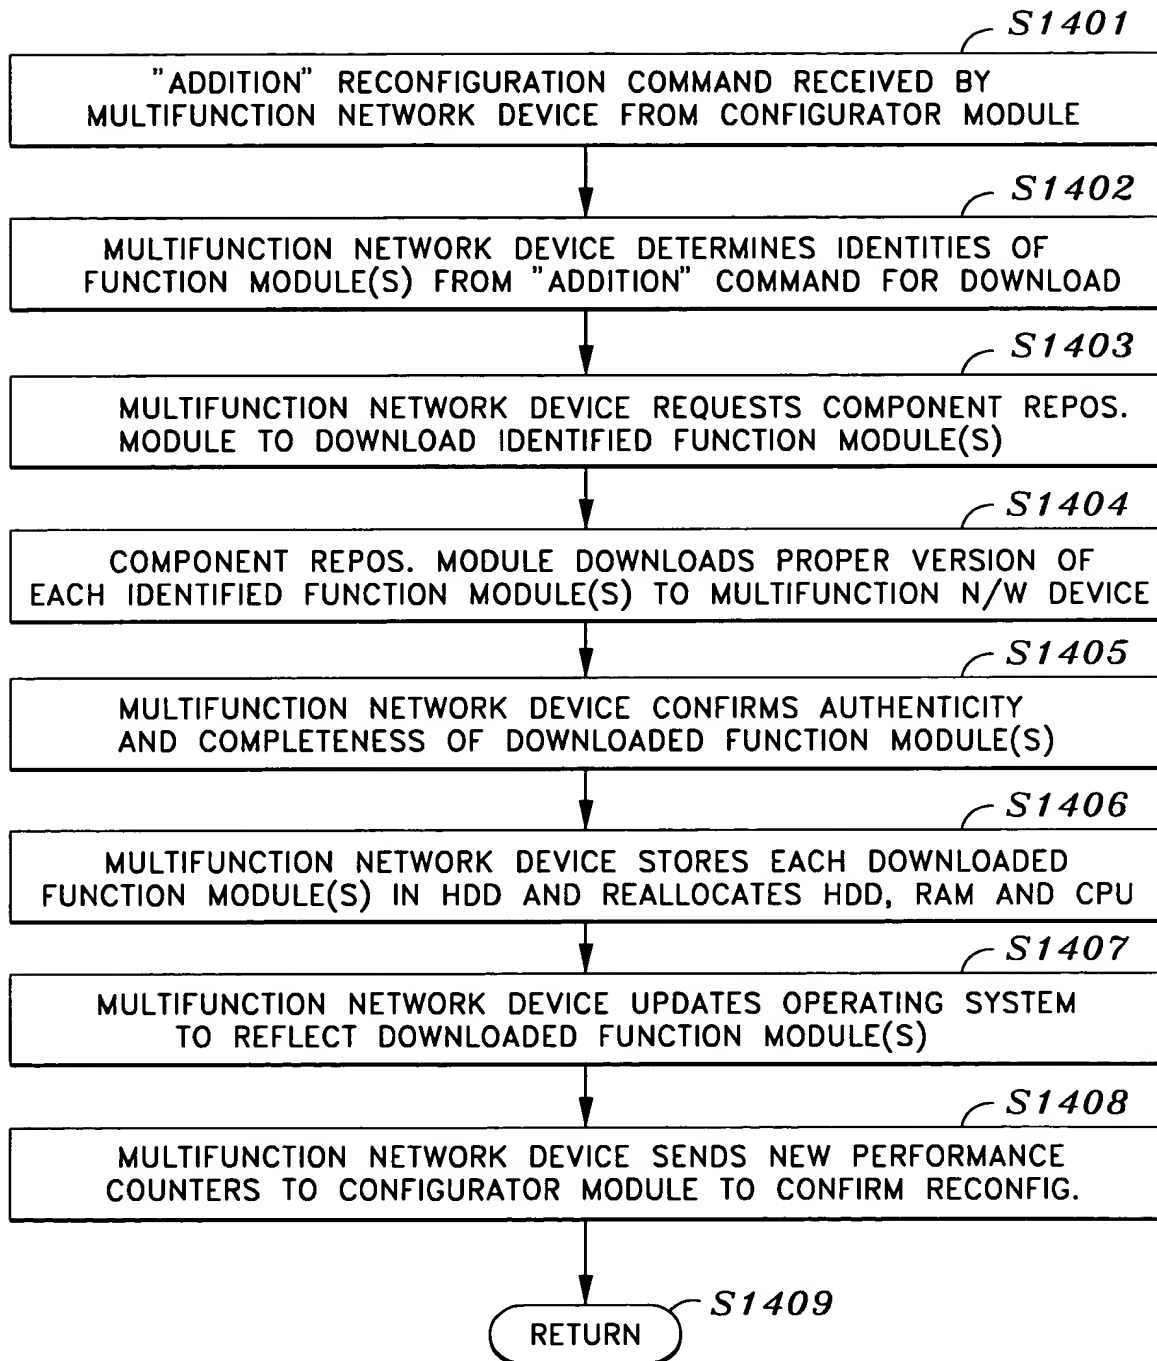 S1401
"ADDITION" RECONFIGURATION COMMAND RECEIVED BY
MULTIFUNCTION NETWORK DEVICE FROM CONFIGURATOR MODULE
S1402
MULTIFUNCTION NETWORK DEVICE DETERMINES IDENTITIES OF
FUNCTION MODULE(S) FROM "ADDITION" COMMAND FOR DOWNLOAD
S1403
MULTIFUNCTION NETWORK DEVICE REQUESTS COMPONENT REPOS.
MODULE TO DOWNLOAD IDENTIFIED FUNCTION MODULE(S)
S1404
COMPONENT REPOS. MODULE DOWNLOADS PROPER VERSION OF
EACH IDENTIFIED FUNCTION MODULE(S) TO MULTIFUNCTION N/W DEVICE
S1405
MULTIFUNCTION NETWORK DEVICE CONFIRMS AUTHENTICITY
AND COMPLETENESS OF DOWNLOADED FUNCTION MODULE(S)
S1406
MULTIFUNCTION NETWORK DEVICE STORES EACH DOWNLOADED
FUNCTION MODULE(S) IN HDD AND REALLOCATES HDD, RAM AND CPU
S1407
MULTIFUNCTION NETWORK DEVICE UPDATES OPERATING SYSTEM
TO REFLECT DOWNLOADED FUNCTION MODULE(S)
S1408
MULTIFUNCTION NETWORK DEVICE SENDS NEW PERFORMANCE
COUNTERS TO CONFIGURATOR MODULE TO CONFIRM RECONFIG.
S1409
RETURN